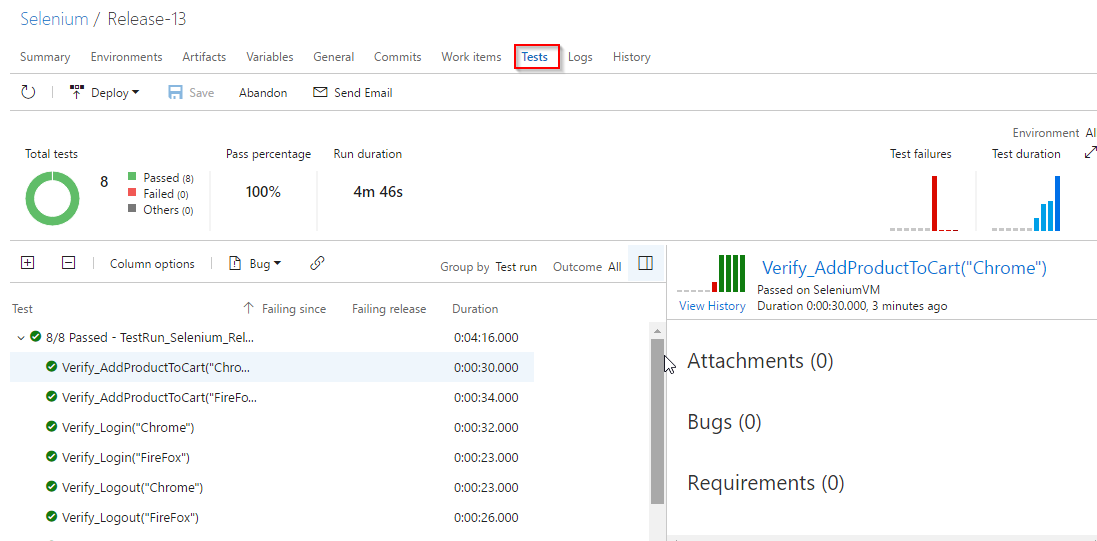 Selenium / Release-13
Summary Environments Artifacts Variables General Commits Work items Tests Logs History
Deploy Save Abandon Send Email
Environment Al
Total tests Pass percentage Run duration Test failures Test duration
8 Passed (8)
Failed (0)
Others (0)
100% 4m 46s
Column options Bug Group by Test run Outcome All
Test Failing since Failing release Duration
8/8 Passed - TestRun_Selenium_Rel... 0:04:16.000
Verify_AddProductToCart("Chro... 0:00:30.000
Verify_AddProductToCart("FireFo... 0:00:34.000
Verify_Login("Chrome") 0:00:32.000
Verify_Login("FireFox") 0:00:23.000
Verify_Logout("Chrome") 0:00:23.000
Verify_Logout("FireFox") 0:00:26.000
Verify_AddProductToCart("Chrome")
Passed on SeleniumVM
View History Duration 0:00:30.000, 3 minutes ago
Attachments (0)
Bugs (0)
Requirements (0)